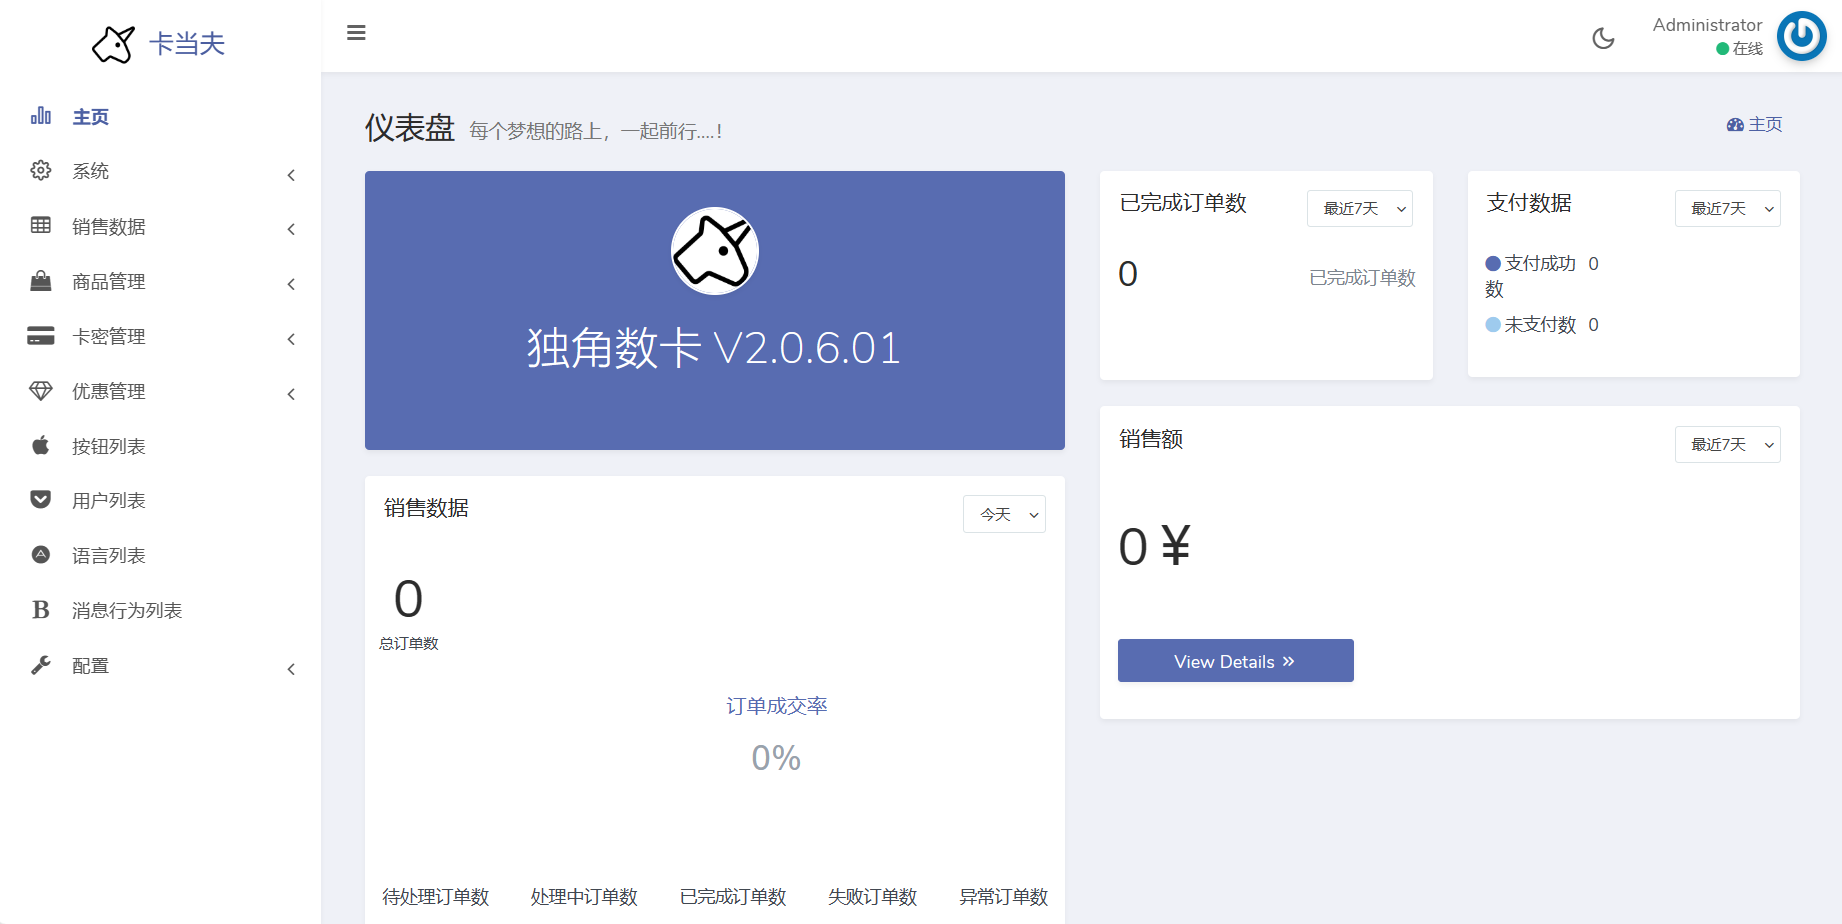 卡当夫
主页
系统
销售数据
商品管理
卡密管理
优惠管理
按钮列表
用户列表
语言列表
B 消息行为列表
配置
Administrator
在线
仪表盘 每个梦想的路上，一起前行....！
主页
独角数卡 V2.0.6.01
已完成订单数 最近7天
0 已完成订单数
支付数据 最近7天
支付成功数 0
未支付数 0
销售额 最近7天
0 ¥
View Details »
销售数据 今天
0
总订单数
订单成交率
0%
待处理订单数 处理中订单数 已完成订单数 失败订单数 异常订单数